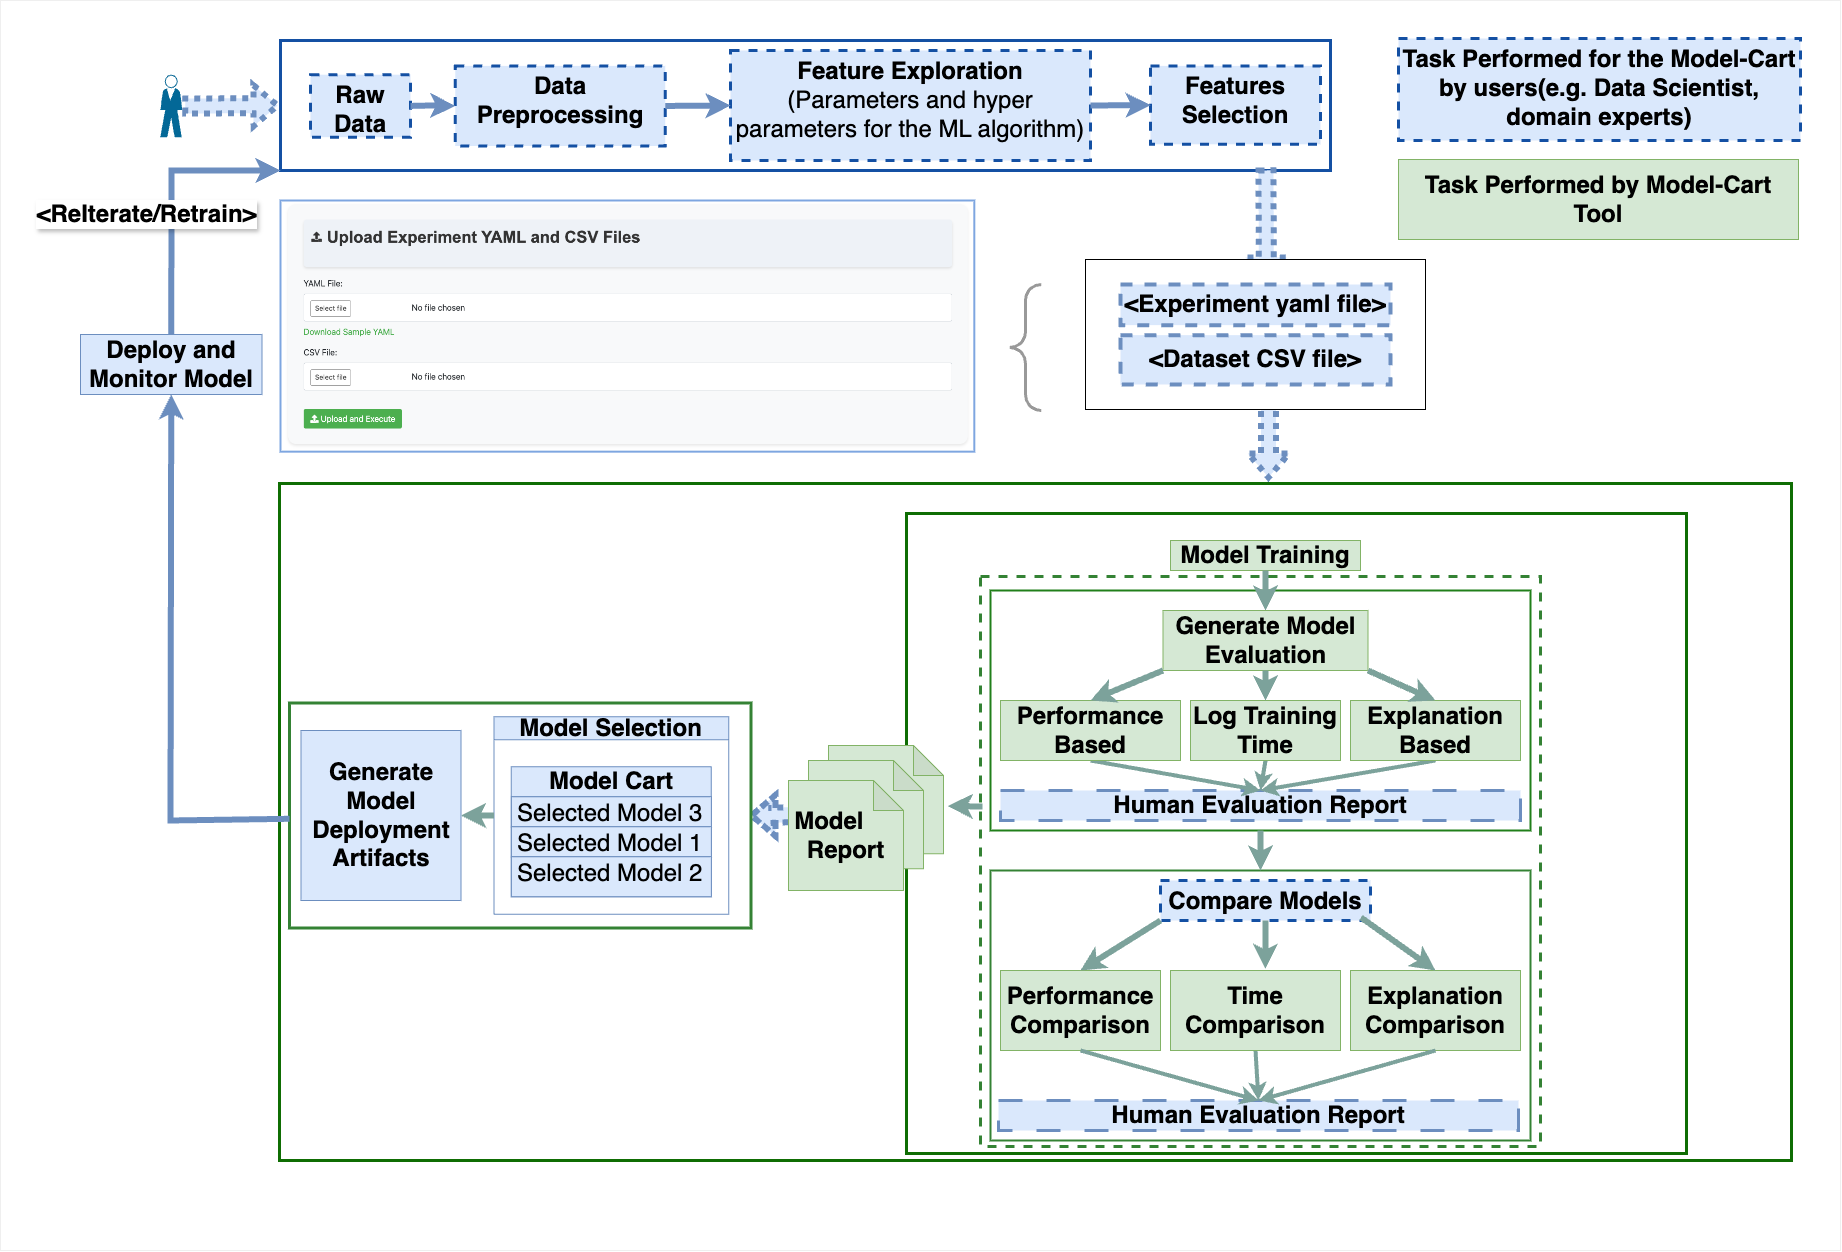 Raw
Data
Data
Preprocessing
Feature Exploration
(Parameters and hyper
parameters for the ML algorithm)
Features
Selection
Task Performed for the Model-Cart
by users(e.g. Data Scientist,
domain experts)
Task Performed by Model-Cart
Tool
<ReIterate/Retrain>
Upload Experiment YAML and CSV Files
YAML File:
Select file
No file chosen
Download Sample YAML
CSV File:
Select file
No file chosen
Upload and Execute
<Experiment yaml file>
<Dataset CSV file>
Deploy and
Monitor Model
Model Training
Generate Model
Evaluation
Performance
Based
Log Training
Time
Explanation
Based
Human Evaluation Report
Compare Models
Performance
Comparison
Time
Comparison
Explanation
Comparison
Human Evaluation Report
Model
Report
Model Selection
Model Cart
Selected Model 3
Selected Model 1
Selected Model 2
Generate
Model
Deployment
Artifacts